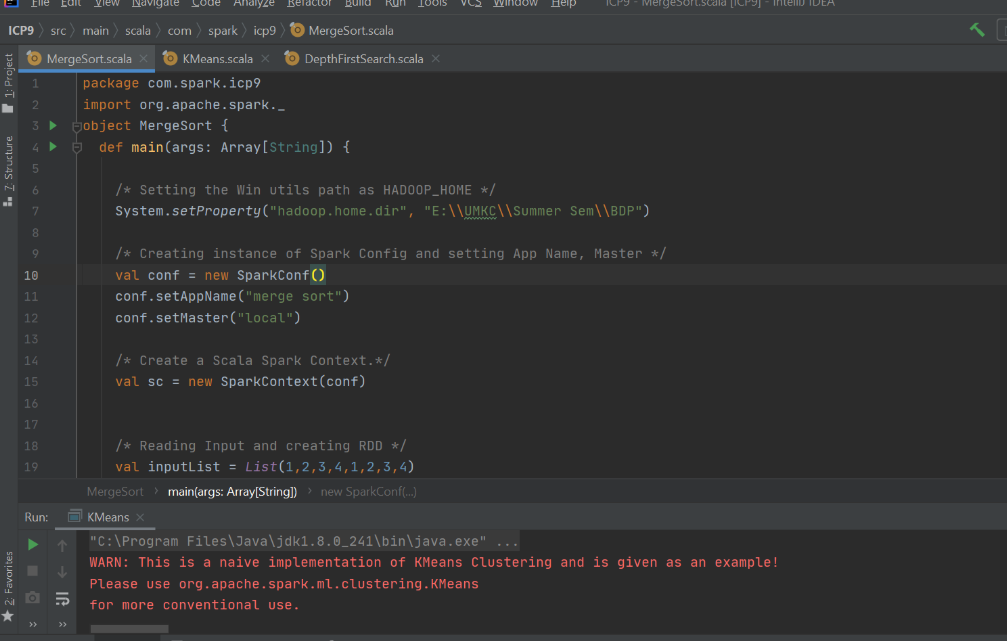 File Edit View Navigate Code Analyze Refactor Build Run Tools VCS Window Help ICP9 - MergeSort.scala [ICP9] - IntelliJ IDEA
ICP9 src main scala com spark icp9 MergeSort.scala
MergeSort.scala KMeans.scala DepthFirstSearch.scala
1: Project
7: Structure
2: Favorites
1 package com.spark.icp9
2 import org.apache.spark._
3 object MergeSort {
4 def main(args: Array[String]) {
5
6 /* Setting the Win utils path as HADOOP_HOME */
7 System.setProperty("hadoop.home.dir", "E:\\UMKC\\Summer Sem\\BDP")
8
9 /* Creating instance of Spark Config and setting App Name, Master */
10 val conf = new SparkConf()
11 conf.setAppName("merge sort")
12 conf.setMaster("local")
13
14 /* Create a Scala Spark Context.*/
15 val sc = new SparkContext(conf)
16
17
18 /* Reading Input and creating RDD */
19 val inputList = List(1,2,3,4,1,2,3,4)
MergeSort › main(args: Array[String]) › new SparkConf(...)
Run: KMeans
"C:\Program Files\Java\jdk1.8.0_241\bin\java.exe" ...
WARN: This is a naive implementation of KMeans Clustering and is given as an example!
Please use org.apache.spark.ml.clustering.KMeans
for more conventional use.